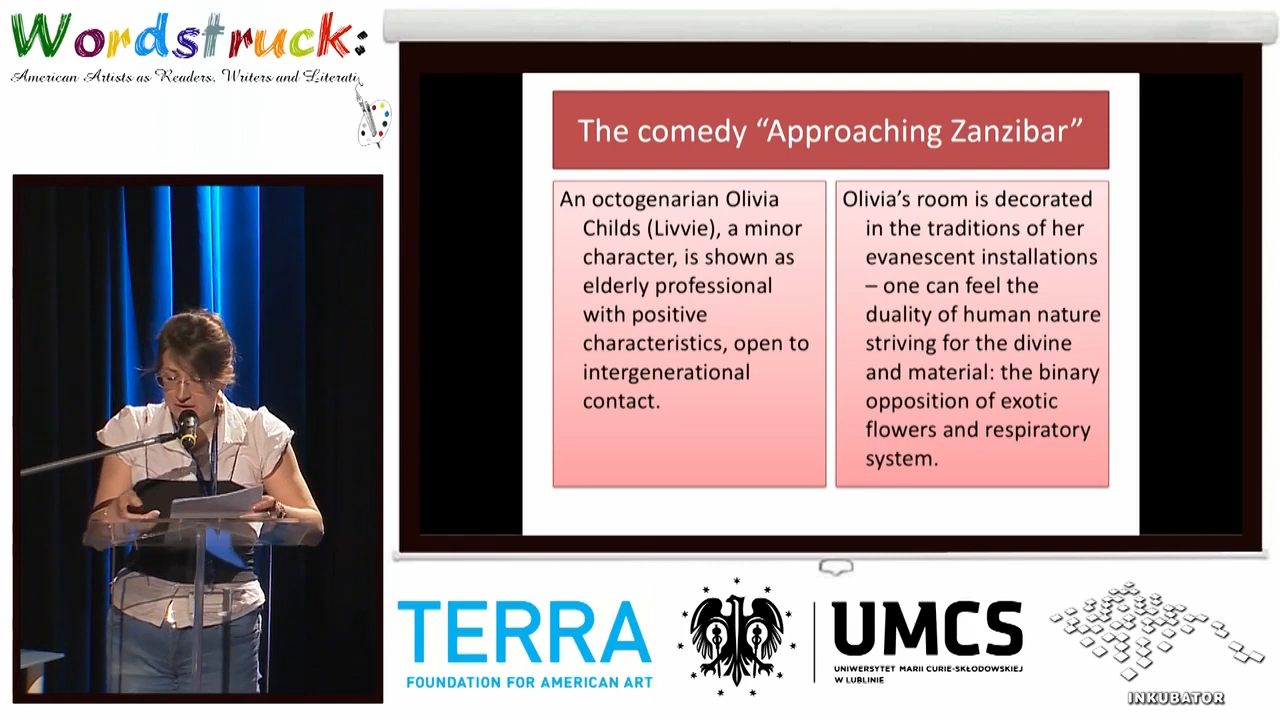 Wordstruck:
American Artists as Readers, Writers and Literati
The comedy “Approaching Zanzibar”
An octogenarian Olivia
Childs (Livvie), a minor
character, is shown as
elderly professional
with positive
characteristics, open to
intergenerational
contact.
Olivia’s room is decorated
in the traditions of her
evanescent installations
– one can feel the
duality of human nature
striving for the divine
and material: the binary
opposition of exotic
flowers and respiratory
system.
TERRA
FOUNDATION FOR AMERICAN ART
UMCS
UNIWERSYTET MARII CURIE-SKŁODOWSKIEJ
W LUBLINIE
INKUBATOR